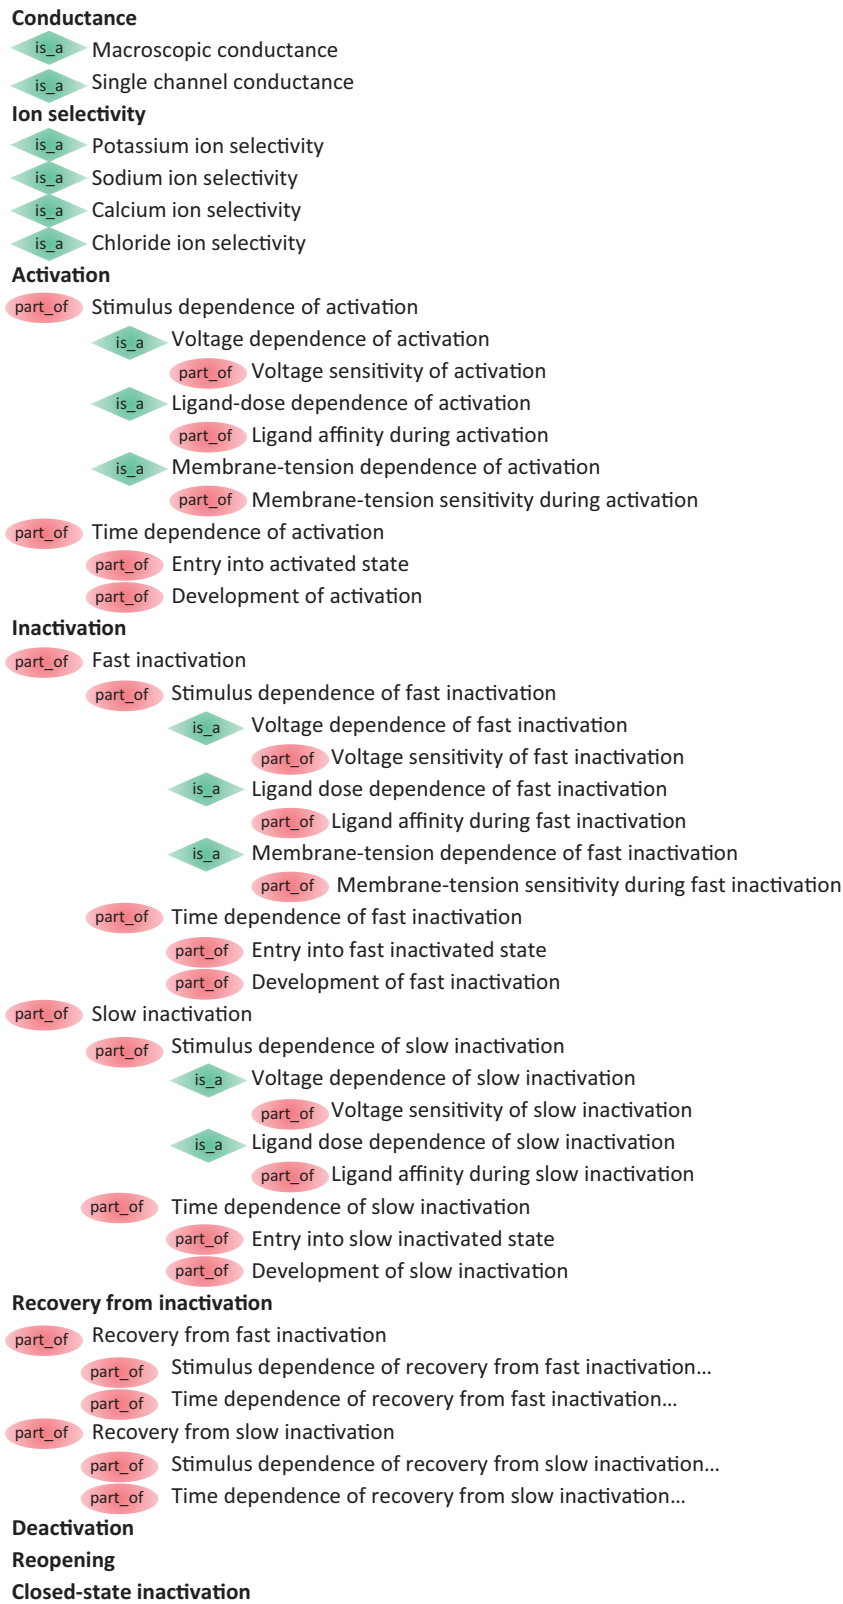 Conductance
is_a Macroscopic conductance
is_a Single channel conductance
Ion selectivity
is_a Potassium ion selectivity
is_a Sodium ion selectivity
is_a Calcium ion selectivity
is_a Chloride ion selectivity
Activation
part_of Stimulus dependence of activation
is_a Voltage dependence of activation
part_of Voltage sensitivity of activation
is_a Ligand-dose dependence of activation
part_of Ligand affinity during activation
is_a Membrane-tension dependence of activation
part_of Membrane-tension sensitivity during activation
part_of Time dependence of activation
part_of Entry into activated state
part_of Development of activation
Inactivation
part_of Fast inactivation
part_of Stimulus dependence of fast inactivation
is_a Voltage dependence of fast inactivation
part_of Voltage sensitivity of fast inactivation
is_a Ligand dose dependence of fast inactivation
part_of Ligand affinity during fast inactivation
is_a Membrane-tension dependence of fast inactivation
part_of Membrane-tension sensitivity during fast inactivation
part_of Time dependence of fast inactivation
part_of Entry into fast inactivated state
part_of Development of fast inactivation
part_of Slow inactivation
part_of Stimulus dependence of slow inactivation
is_a Voltage dependence of slow inactivation
part_of Voltage sensitivity of slow inactivation
is_a Ligand dose dependence of slow inactivation
part_of Ligand affinity during slow inactivation
part_of Time dependence of slow inactivation
part_of Entry into slow inactivated state
part_of Development of slow inactivation
Recovery from inactivation
part_of Recovery from fast inactivation
part_of Stimulus dependence of recovery from fast inactivation...
part_of Time dependence of recovery from fast inactivation...
part_of Recovery from slow inactivation
part_of Stimulus dependence of recovery from slow inactivation...
part_of Time dependence of recovery from slow inactivation...
Deactivation
Reopening
Closed-state inactivation